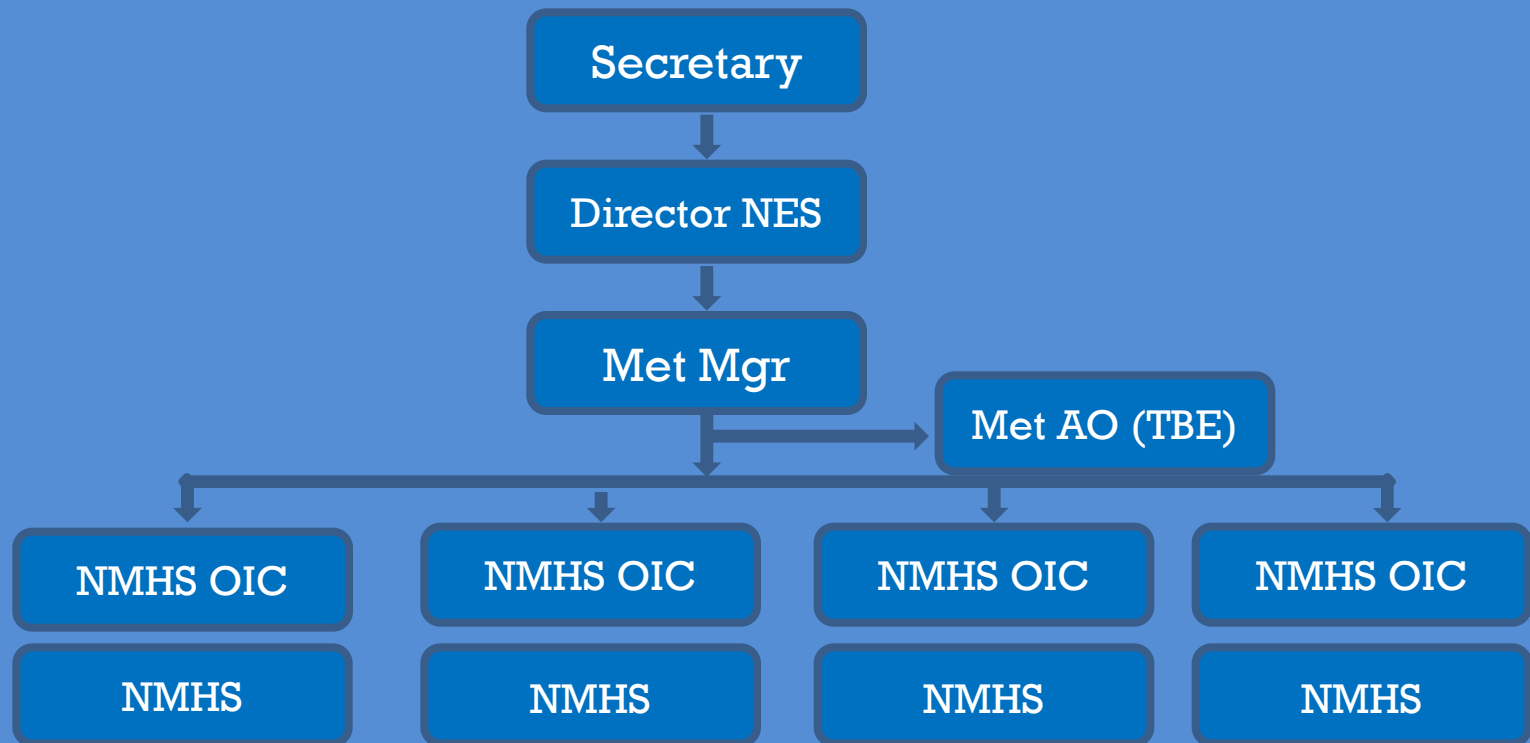 Secretary
Director NES
Met Mgr
Met AO (TBE)
NMHS OIC
NMHS OIC
NMHS OIC
NMHS OIC
NMHS
NMHS
NMHS
NMHS